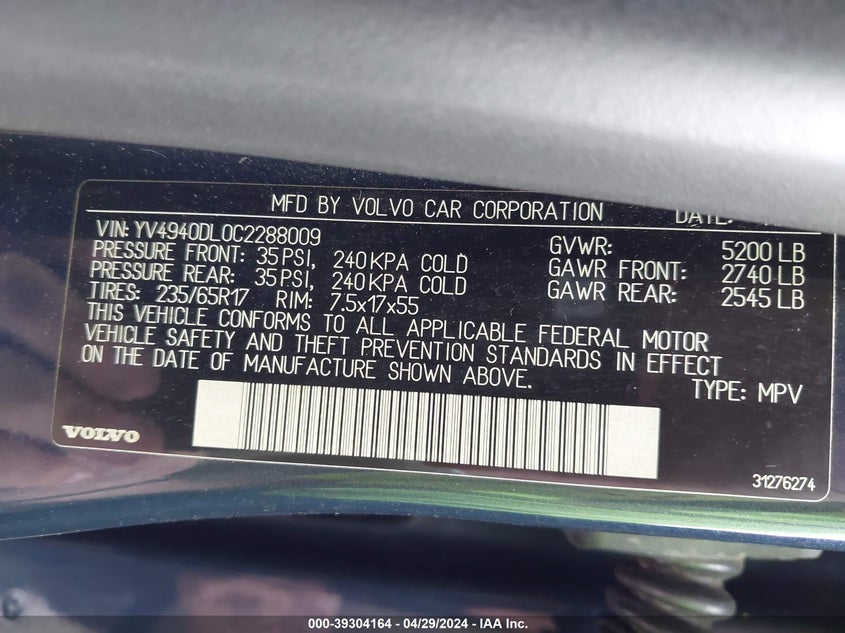 MFD BY VOLVO CAR CORPORATION DATE:
VIN: YV4940DL0C2288009
PRESSURE FRONT: 35 PSI, 240 KPA COLD
PRESSURE REAR: 35 PSI, 240 KPA COLD
TIRES: 235/65R17 RIM: 7.5x17x55
GVWR: 5200 LB
GAWR FRONT: 2740 LB
GAWR REAR: 2545 LB
THIS VEHICLE CONFORMS TO ALL APPLICABLE FEDERAL MOTOR
VEHICLE SAFETY AND THEFT PREVENTION STANDARDS IN EFFECT
ON THE DATE OF MANUFACTURE SHOWN ABOVE.
TYPE: MPV
VOLVO
31276274
000-39304164 / 04/29/2024 - IAA Inc.